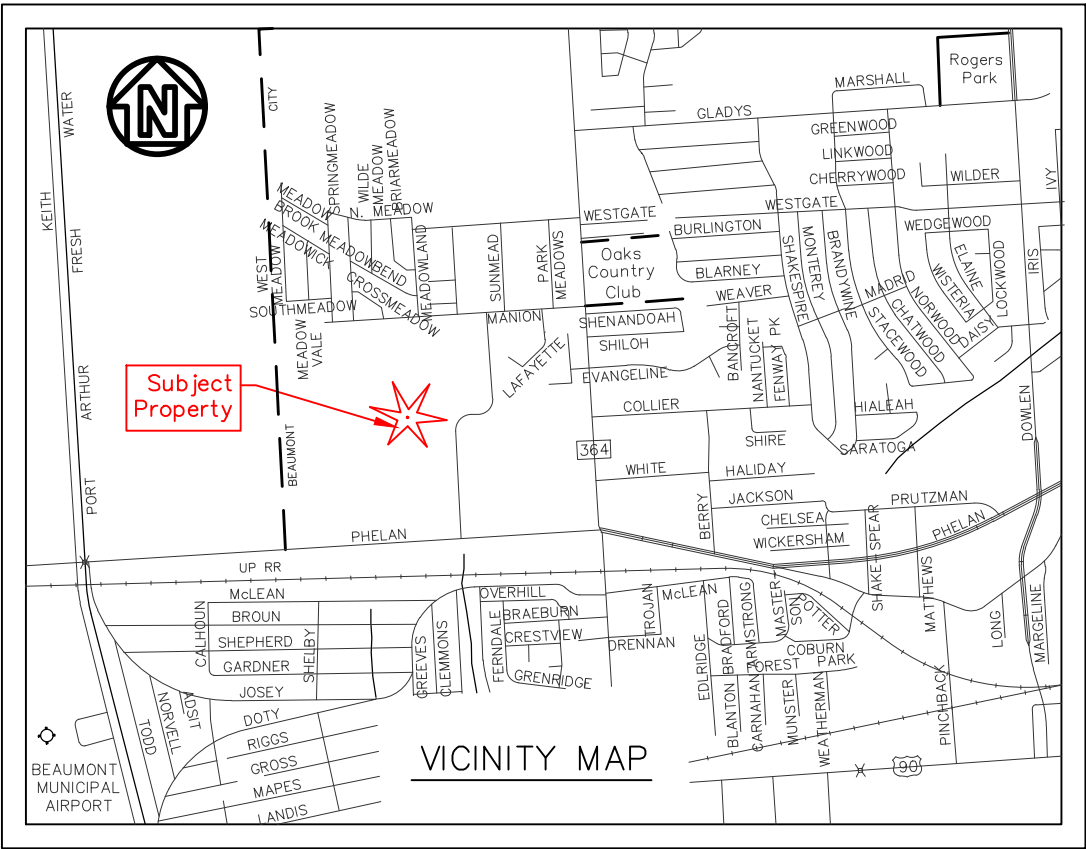 N
WATER
CITY
KEITH
FRESH
ARTHUR
PORT
BEAUMONT
SPRINGMEADOW
WILDE
MEADOW
BRIARMEADOW
MEADOW
N. MEADOW
BROCK MEADOW
BEND
MEADOWICK
CROSSMEADOW
WEST
MEADOW
MEADOWLAND
SOUTHMEADOW
MEADOW
VALE
SUNMEAD
PARK
MEADOWS
MANION
LAFAYETTE
Subject
Property
MARSHALL
Rogers
Park
GLADYS
GREENWOOD
LINKWOOD
CHERRYWOOD
WILDER
IVY
WESTGATE
WESTGATE
BURLINGTON
WEDGEWOOD
Oaks
Country
Club
BLARNEY
WEAVER
SHAKESPIRE
MONTEREY
BRANDYWINE
MADRID
ELAINE
WISTERIA
LOCKWOOD
IRIS
NORWOOD
CHATWOOD
STACEWOOD
DAISY
SHENANDOAH
SHILOH
EVANGELINE
BANCROFT
NANTUCKET
FENWAY PK
COLLIER
HIALEAH
DOWLEN
SHIRE
SARATOGA
364
WHITE
HALIDAY
BERRY
JACKSON
PRUTZMAN
CHELSEA
WICKERSHAM
SHAKE-SPEAR
PHELAN
MATTHEWS
PHELAN
UP RR
McLEAN
BROUN
CALHOUN
SHEPHERD
SHELBY
GARDNER
JOSEY
GREEVES
CLEMMONS
OVERHILL
BRAEBURN
FERNDALE
CRESTVIEW
GRENRIDGE
DRENNAN
TROJAN
McLEAN
EDLRIDGE
BRADFORD
ARMSTRONG
MASTER
SON
POTTER
COBURN
FOREST PARK
BLANTON
CARNAHAN
MUNSTER
WEATHERMAN
PINCHBACK
LONG
MARGELINE
ADSIT
NORVELL
TODD
DOTY
RIGGS
GROSS
MAPES
LANDIS
BEAUMONT
MUNICIPAL
AIRPORT
VICINITY MAP
90